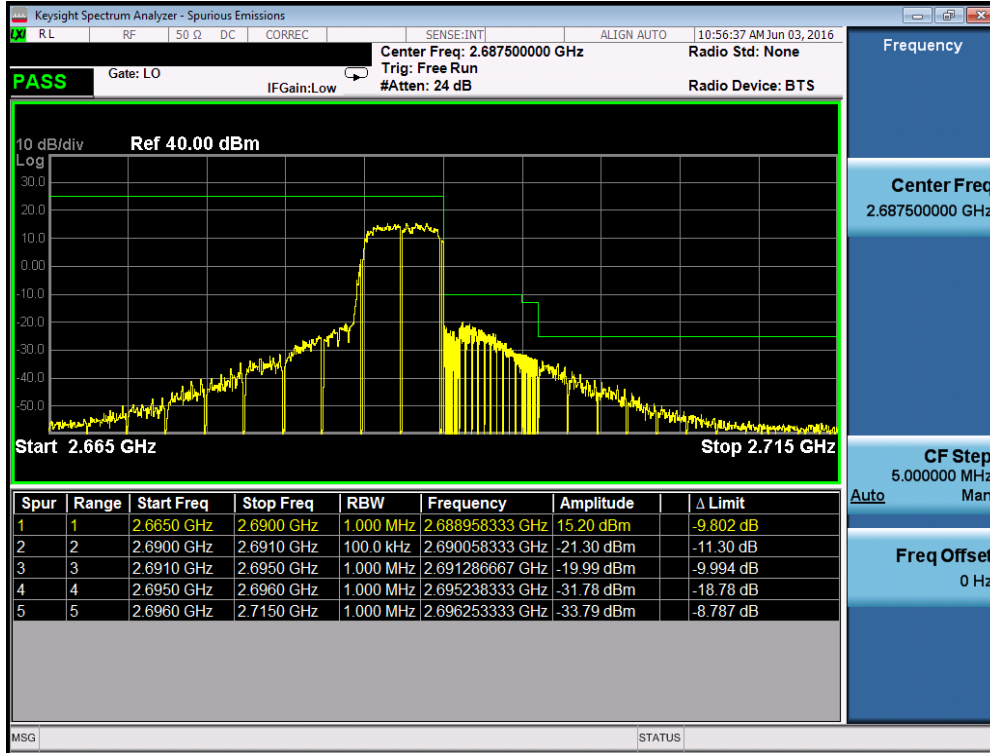 Keysight Spectrum Analyzer - Spurious Emissions
LXI RL RF 50 Ω DC CORREC SENSE:INT ALIGN AUTO 10:56:37 AM Jun 03, 2016
Center Freq: 2.687500000 GHz Radio Std: None
Gate: LO Trig: Free Run
PASS IFGain:Low #Atten: 24 dB Radio Device: BTS
10 dB/div Ref 40.00 dBm
Log
30.0
20.0
10.0
0.00
-10.0
-20.0
-30.0
-40.0
-50.0
Start 2.665 GHz Stop 2.715 GHz
Spur Range Start Freq Stop Freq RBW Frequency Amplitude Δ Limit
1 1 2.6650 GHz 2.6900 GHz 1.000 MHz 2.688958333 GHz 15.20 dBm -9.802 dB
2 2 2.6900 GHz 2.6910 GHz 100.0 kHz 2.690058333 GHz -21.30 dBm -11.30 dB
3 3 2.6910 GHz 2.6950 GHz 1.000 MHz 2.691286667 GHz -19.99 dBm -9.994 dB
4 4 2.6950 GHz 2.6960 GHz 1.000 MHz 2.695238333 GHz -31.78 dBm -18.78 dB
5 5 2.6960 GHz 2.7150 GHz 1.000 MHz 2.696253333 GHz -33.79 dBm -8.787 dB
MSG STATUS
Frequency
Center Freq
2.687500000 GHz
CF Step
5.000000 MHz
Auto Man
Freq Offset
0 Hz